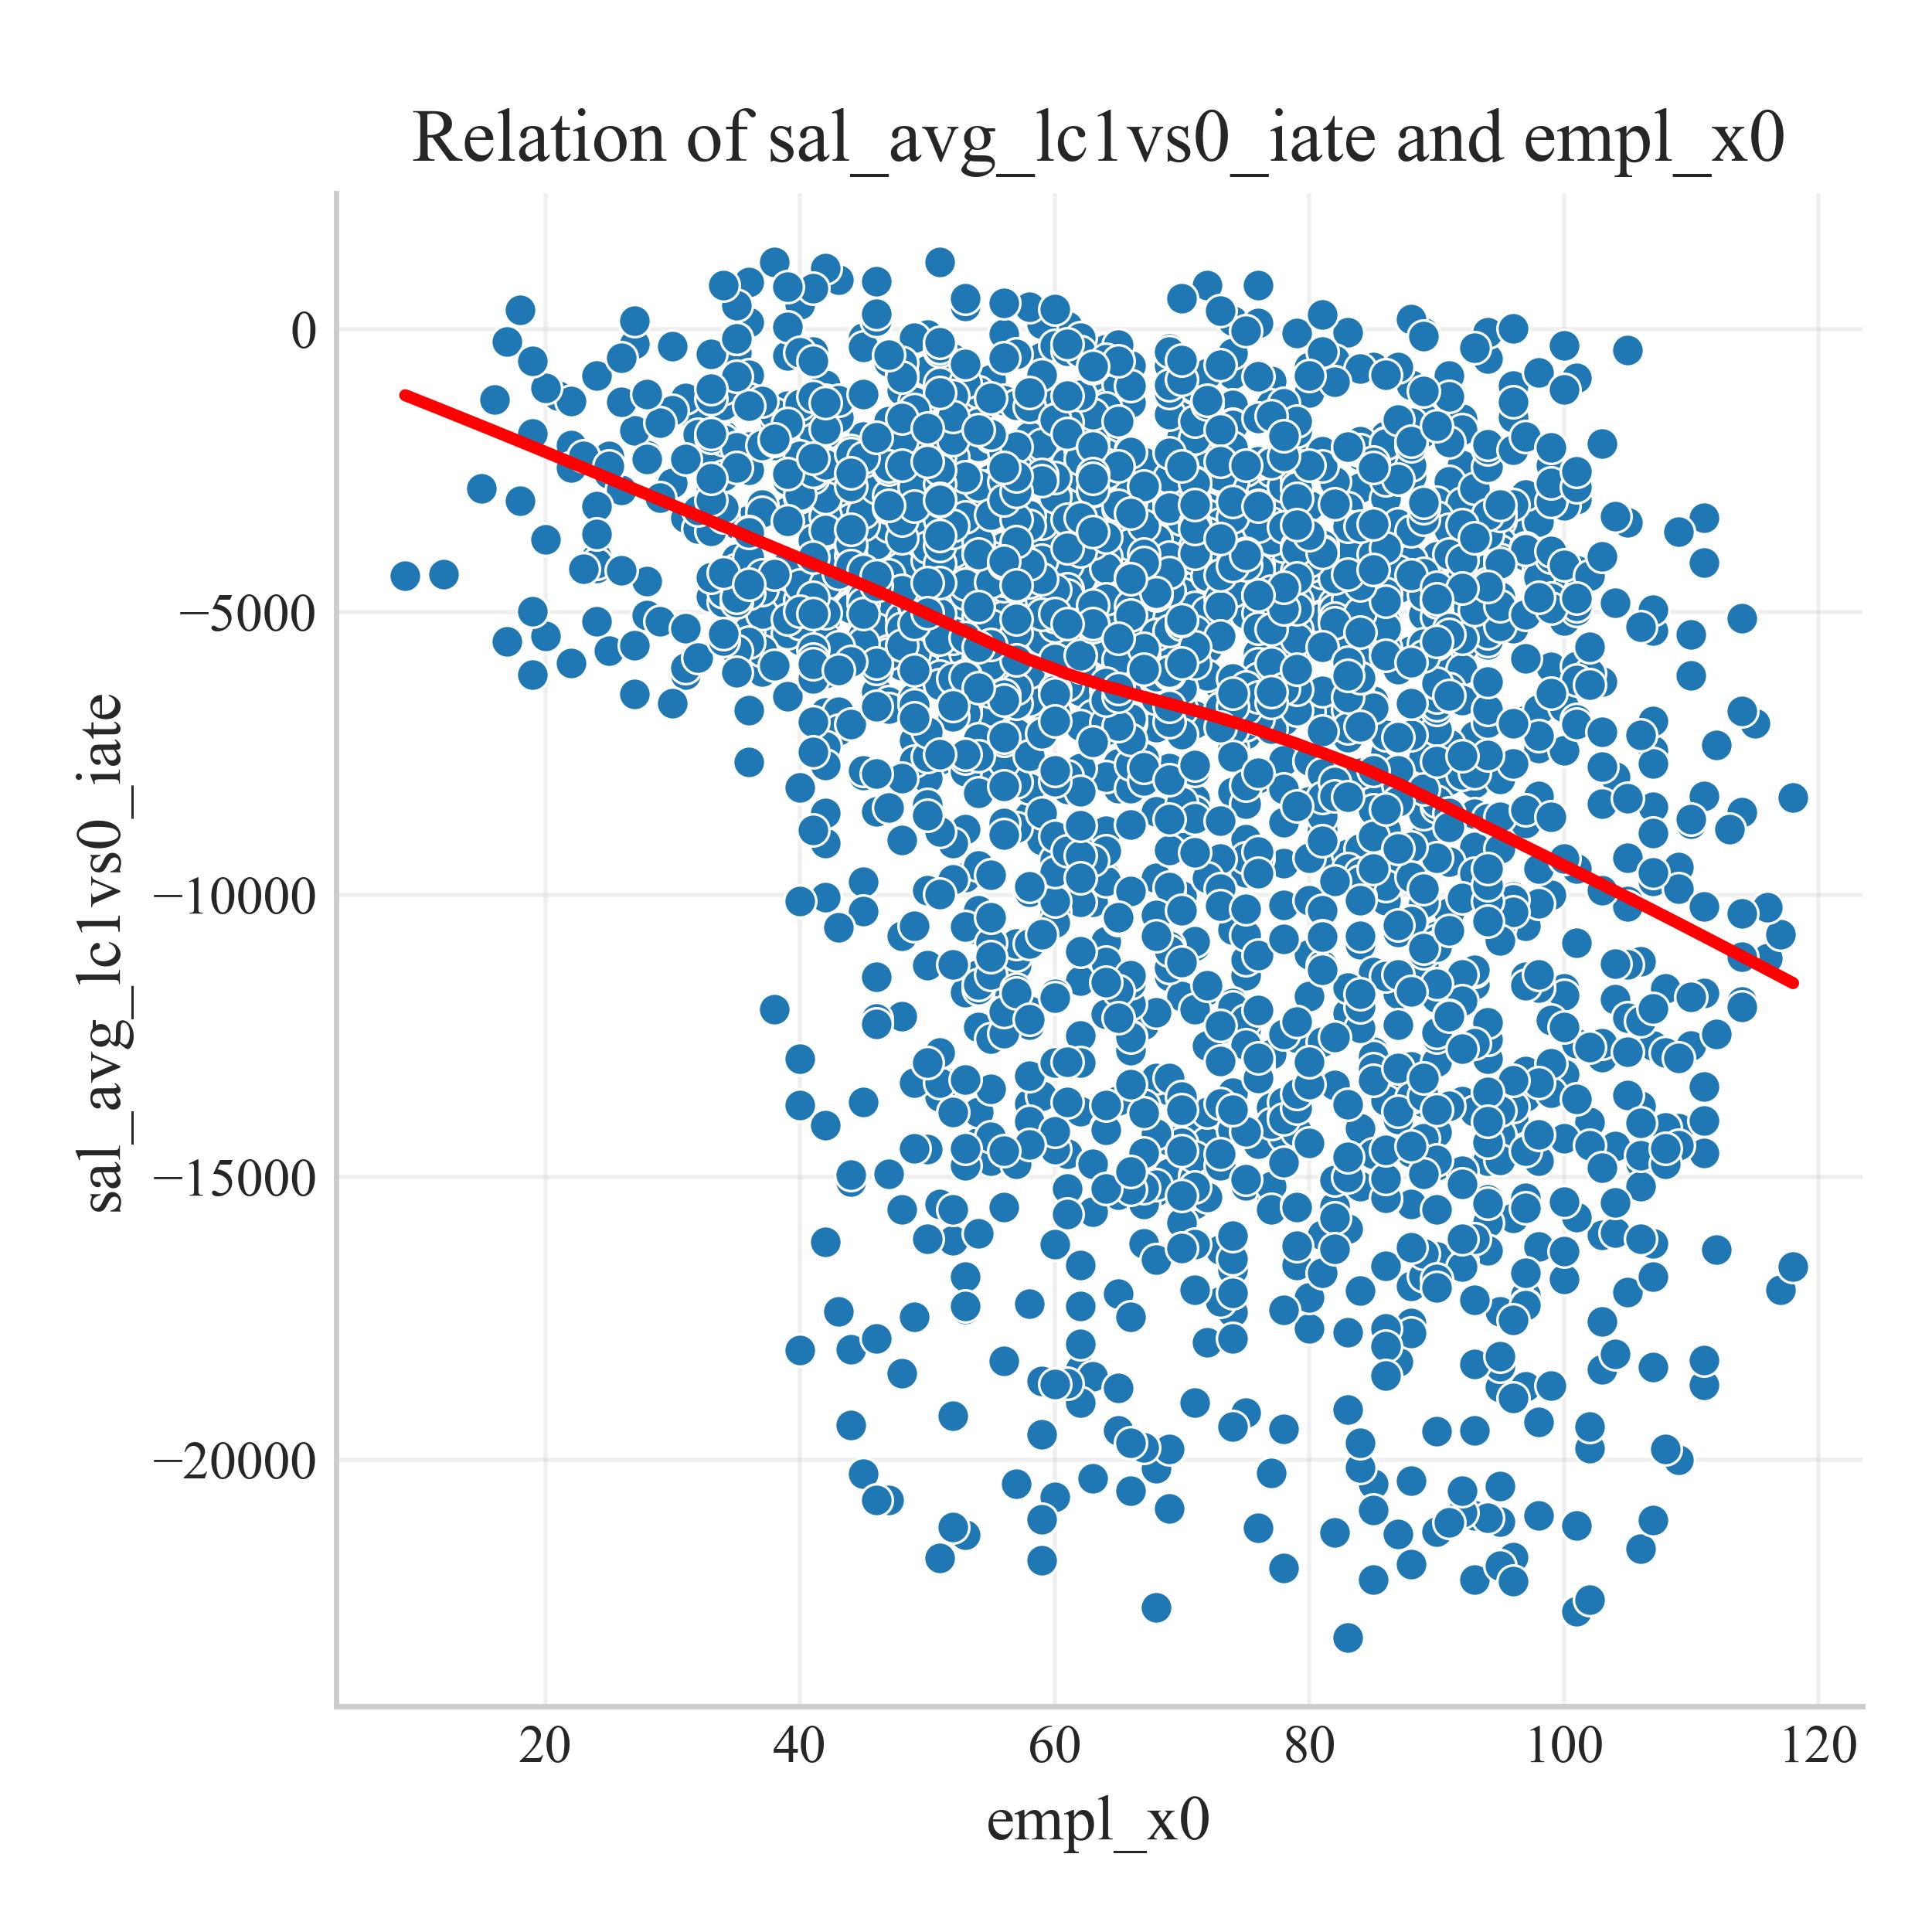 Relation of sal_avg_lc1vs0_iate and empl_x0
sal_avg_lc1vs0_iate
0
−5000
−10000
−15000
−20000
20 40 60 80 100 120
empl_x0